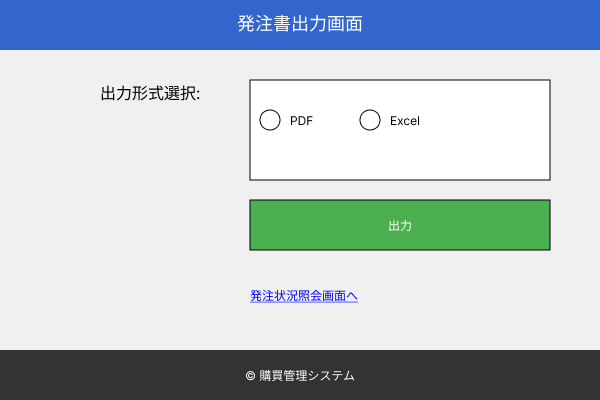 発注書出力画面
出力形式選択:
PDF
Excel
出力
発注状況照会画面へ
© 購買管理システム